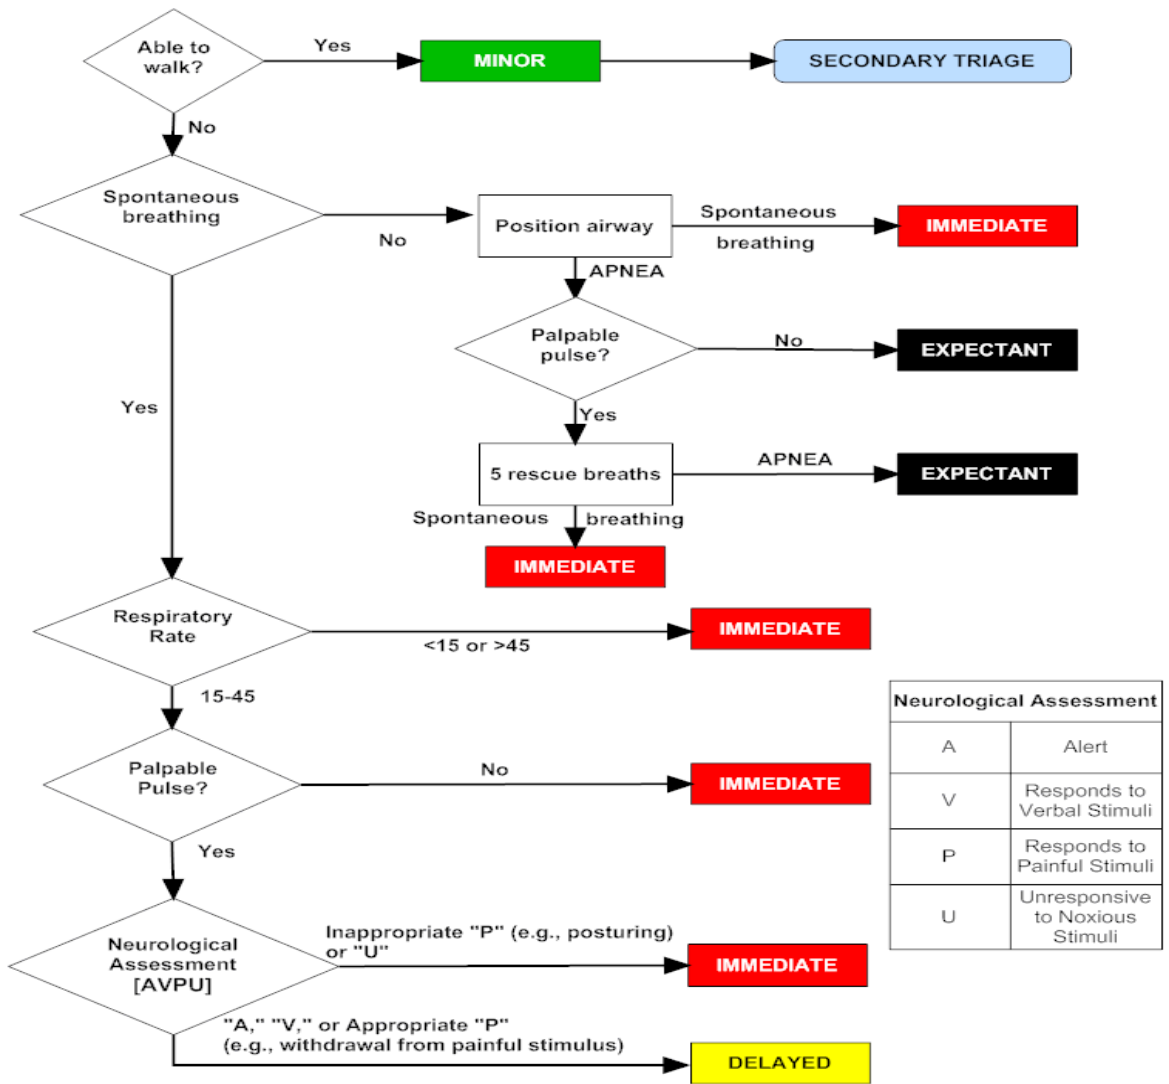 Able to
walk?
Yes
MINOR
SECONDARY TRIAGE
No
Spontaneous
breathing
No
Position airway
Spontaneous
breathing
IMMEDIATE
APNEA
Palpable
pulse?
No
EXPECTANT
Yes
Yes
5 rescue breaths
APNEA
EXPECTANT
Spontaneous breathing
IMMEDIATE
Respiratory
Rate
<15 or >45
IMMEDIATE
15-45
Palpable
Pulse?
No
IMMEDIATE
Yes
Neurological
Assessment
[AVPU]
Inappropriate "P" (e.g., posturing)
or "U"
IMMEDIATE
"A," "V," or Appropriate "P"
(e.g., withdrawal from painful stimulus)
DELAYED
Neurological Assessment
A
Alert
V
Responds to
Verbal Stimuli
P
Responds to
Painful Stimuli
U
Unresponsive
to Noxious
Stimuli